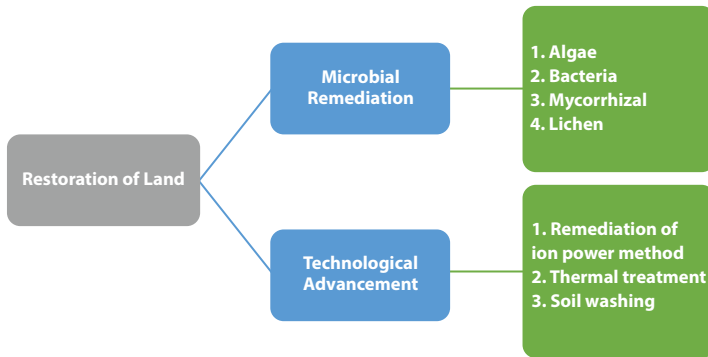 Restoration of Land
Microbial
Remediation
1. Algae
2. Bacteria
3. Mycorrhizal
4. Lichen
Technological
Advancement
1. Remediation of
ion power method
2. Thermal treatment
3. Soil washing